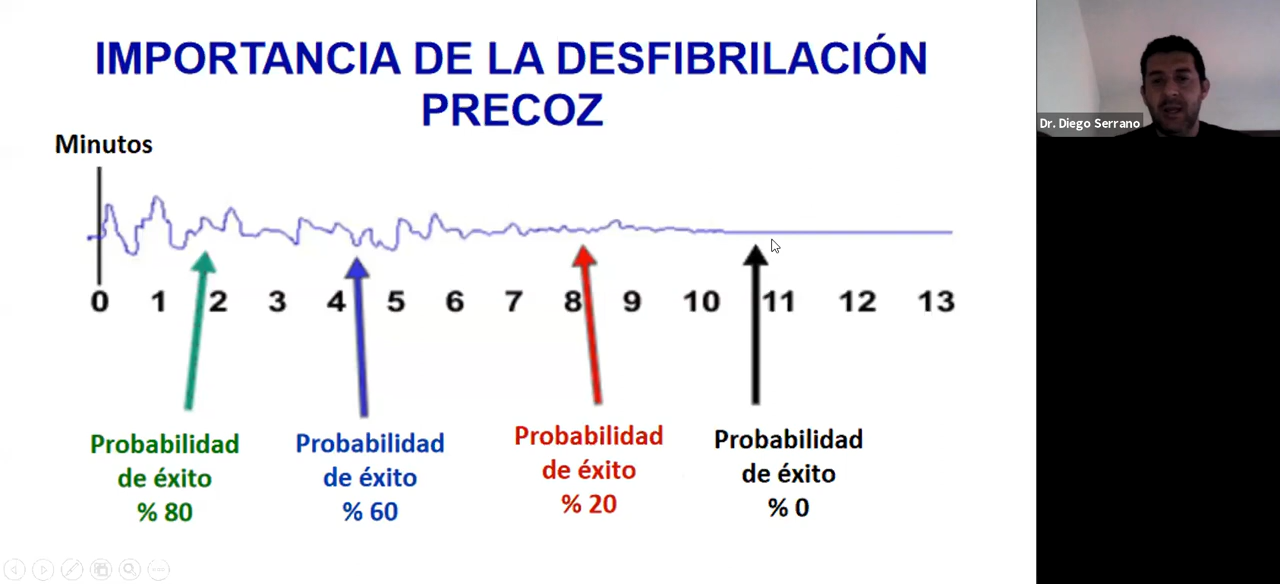 IMPORTANCIA DE LA DESFIBRILACIÓN
PRECOZ
Minutos
0 1 2 3 4 5 6 7 8 9 10 11 12 13
Probabilidad
de éxito
% 80
Probabilidad
de éxito
% 60
Probabilidad
de éxito
% 20
Probabilidad
de éxito
% 0
Dr. Diego Serrano